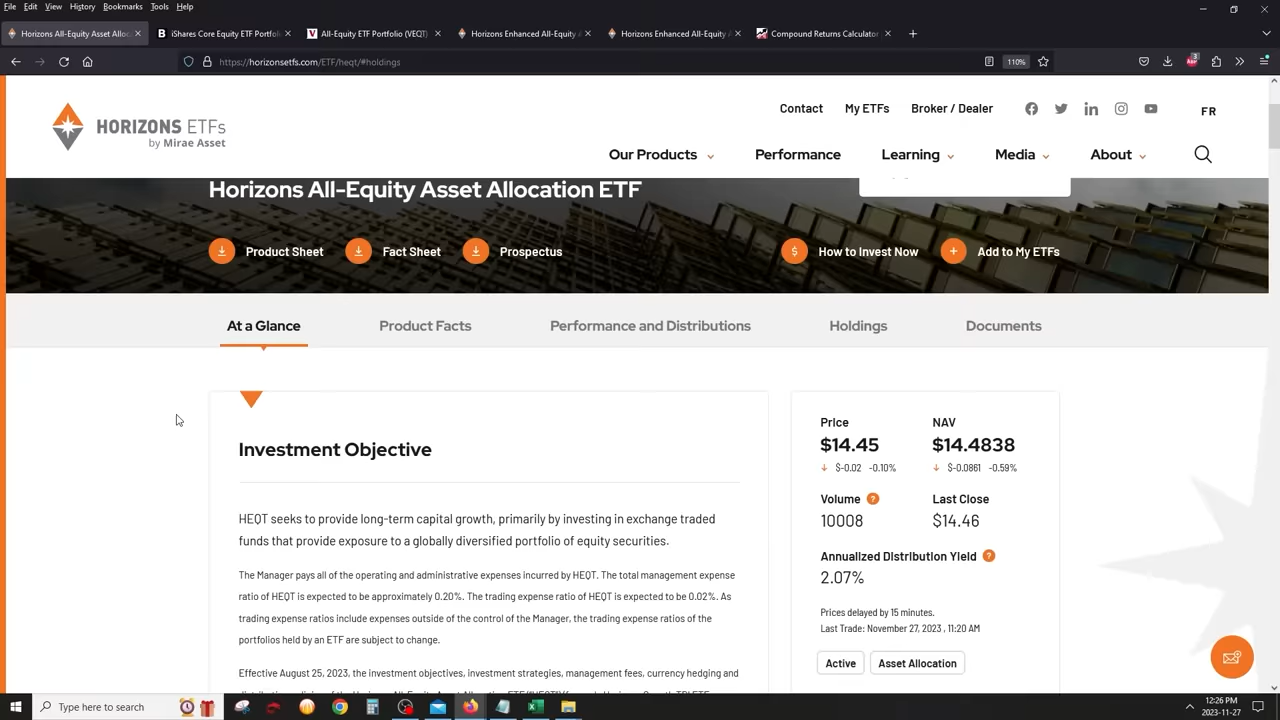 File Edit View History Bookmarks Tools Help
Horizons All-Equity Asset Alloc
iShares Core Equity ETF Portfol
All-Equity ETF Portfolio (VEQT)
Horizons Enhanced All-Equity
Horizons Enhanced All-Equity
Compound Returns Calculator
https://horizonsetfs.com/ETF/heqt/#holdings
110%
3
HORIZONS ETFs
by Mirae Asset
Contact My ETFs Broker / Dealer FR
Our Products Performance Learning Media About
Horizons All-Equity Asset Allocation ETF
Product Sheet Fact Sheet Prospectus $ How to Invest Now + Add to My ETFs
At a Glance Product Facts Performance and Distributions Holdings Documents
Investment Objective
HEQT seeks to provide long-term capital growth, primarily by investing in exchange traded
funds that provide exposure to a globally diversified portfolio of equity securities.
The Manager pays all of the operating and administrative expenses incurred by HEQT. The total management expense
ratio of HEQT is expected to be approximately 0.20%. The trading expense ratio of HEQT is expected to be 0.02%. As
trading expense ratios include expenses outside of the control of the Manager, the trading expense ratios of the
portfolios held by an ETF are subject to change.
Effective August 25, 2023, the investment objectives, investment strategies, management fees, currency hedging and
Price NAV
$14.45 $14.4838
$-0.02 -0.10% $-0.0861 -0.59%
Volume ? Last Close
10008 $14.46
Annualized Distribution Yield ?
2.07%
Prices delayed by 15 minutes.
Last Trade: November 27, 2023 , 11:20 AM
Active Asset Allocation
Type here to search
12:26 PM
2023-11-27